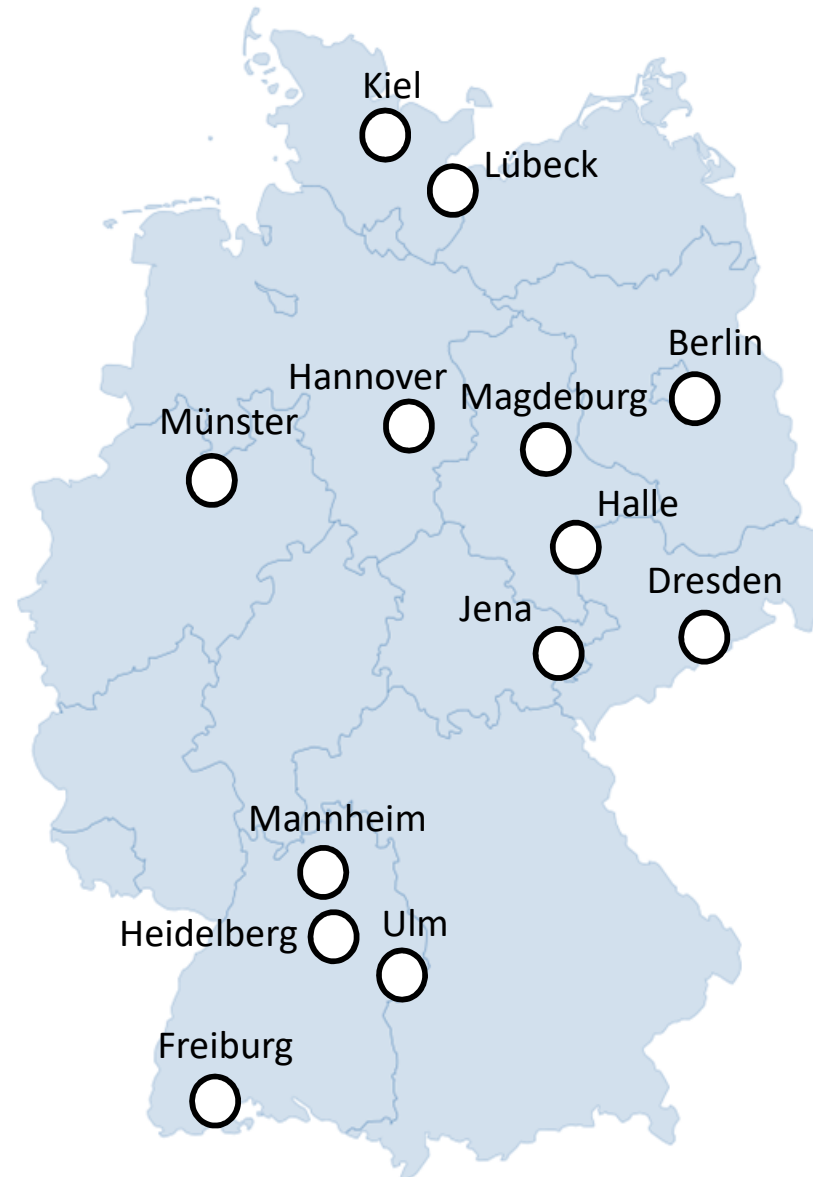 Kiel
Lübeck
Berlin
Hannover
Magdeburg
Münster
Halle
Dresden
Jena
Mannheim
Heidelberg
Ulm
Freiburg